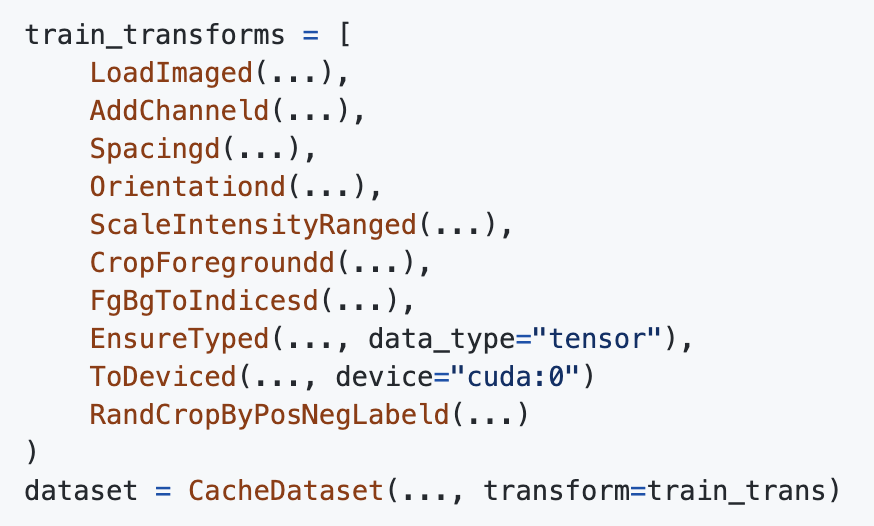 train_transforms = [
    LoadImaged(...),
    AddChanneld(...),
    Spacingd(...),
    Orientationd(...),
    ScaleIntensityRanged(...),
    CropForegroundd(...),
    FgBgToIndicesd(...),
    EnsureTyped(..., data_type="tensor"),
    ToDeviced(..., device="cuda:0")
    RandCropByPosNegLabeld(...)
)
dataset = CacheDataset(..., transform=train_trans)